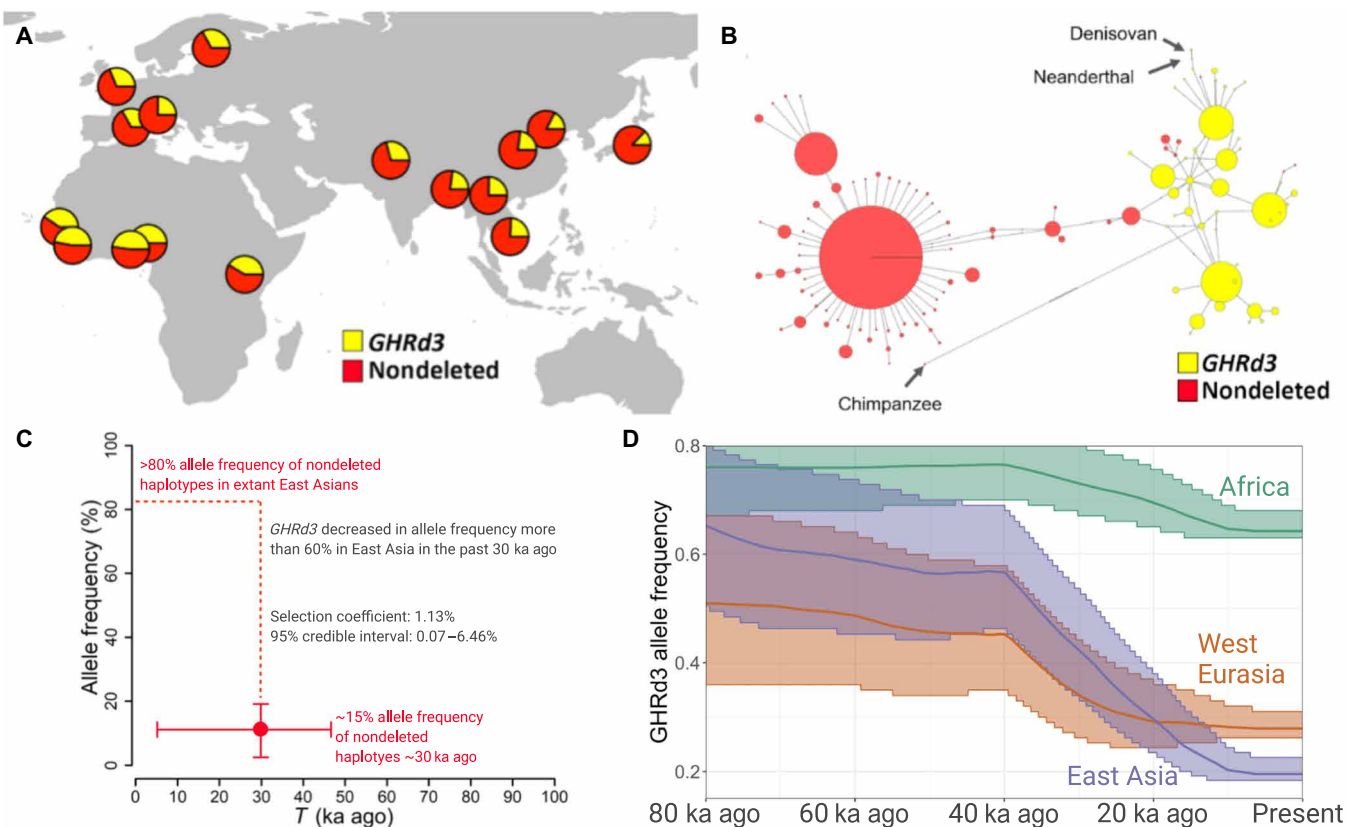 A
GHRd3
Nondeleted
B
Denisovan
Neanderthal
Chimpanzee
GHRd3
Nondeleted
C
Allele frequency (%)
100
80
60
40
20
0
>80% allele frequency of nondeleted
haplotypes in extant East Asians
GHRd3 decreased in allele frequency more
than 60% in East Asia in the past 30 ka ago
Selection coefficient: 1.13%
95% credible interval: 0.07–6.46%
~15% allele frequency
of nondeleted
haplotyes ~30 ka ago
0 10 20 30 40 50 60 70 80 90 100
T (ka ago)
D
GHRd3 allele frequency
0.8
0.6
0.4
0.2
Africa
West
Eurasia
East Asia
80 ka ago 60 ka ago 40 ka ago 20 ka ago Present